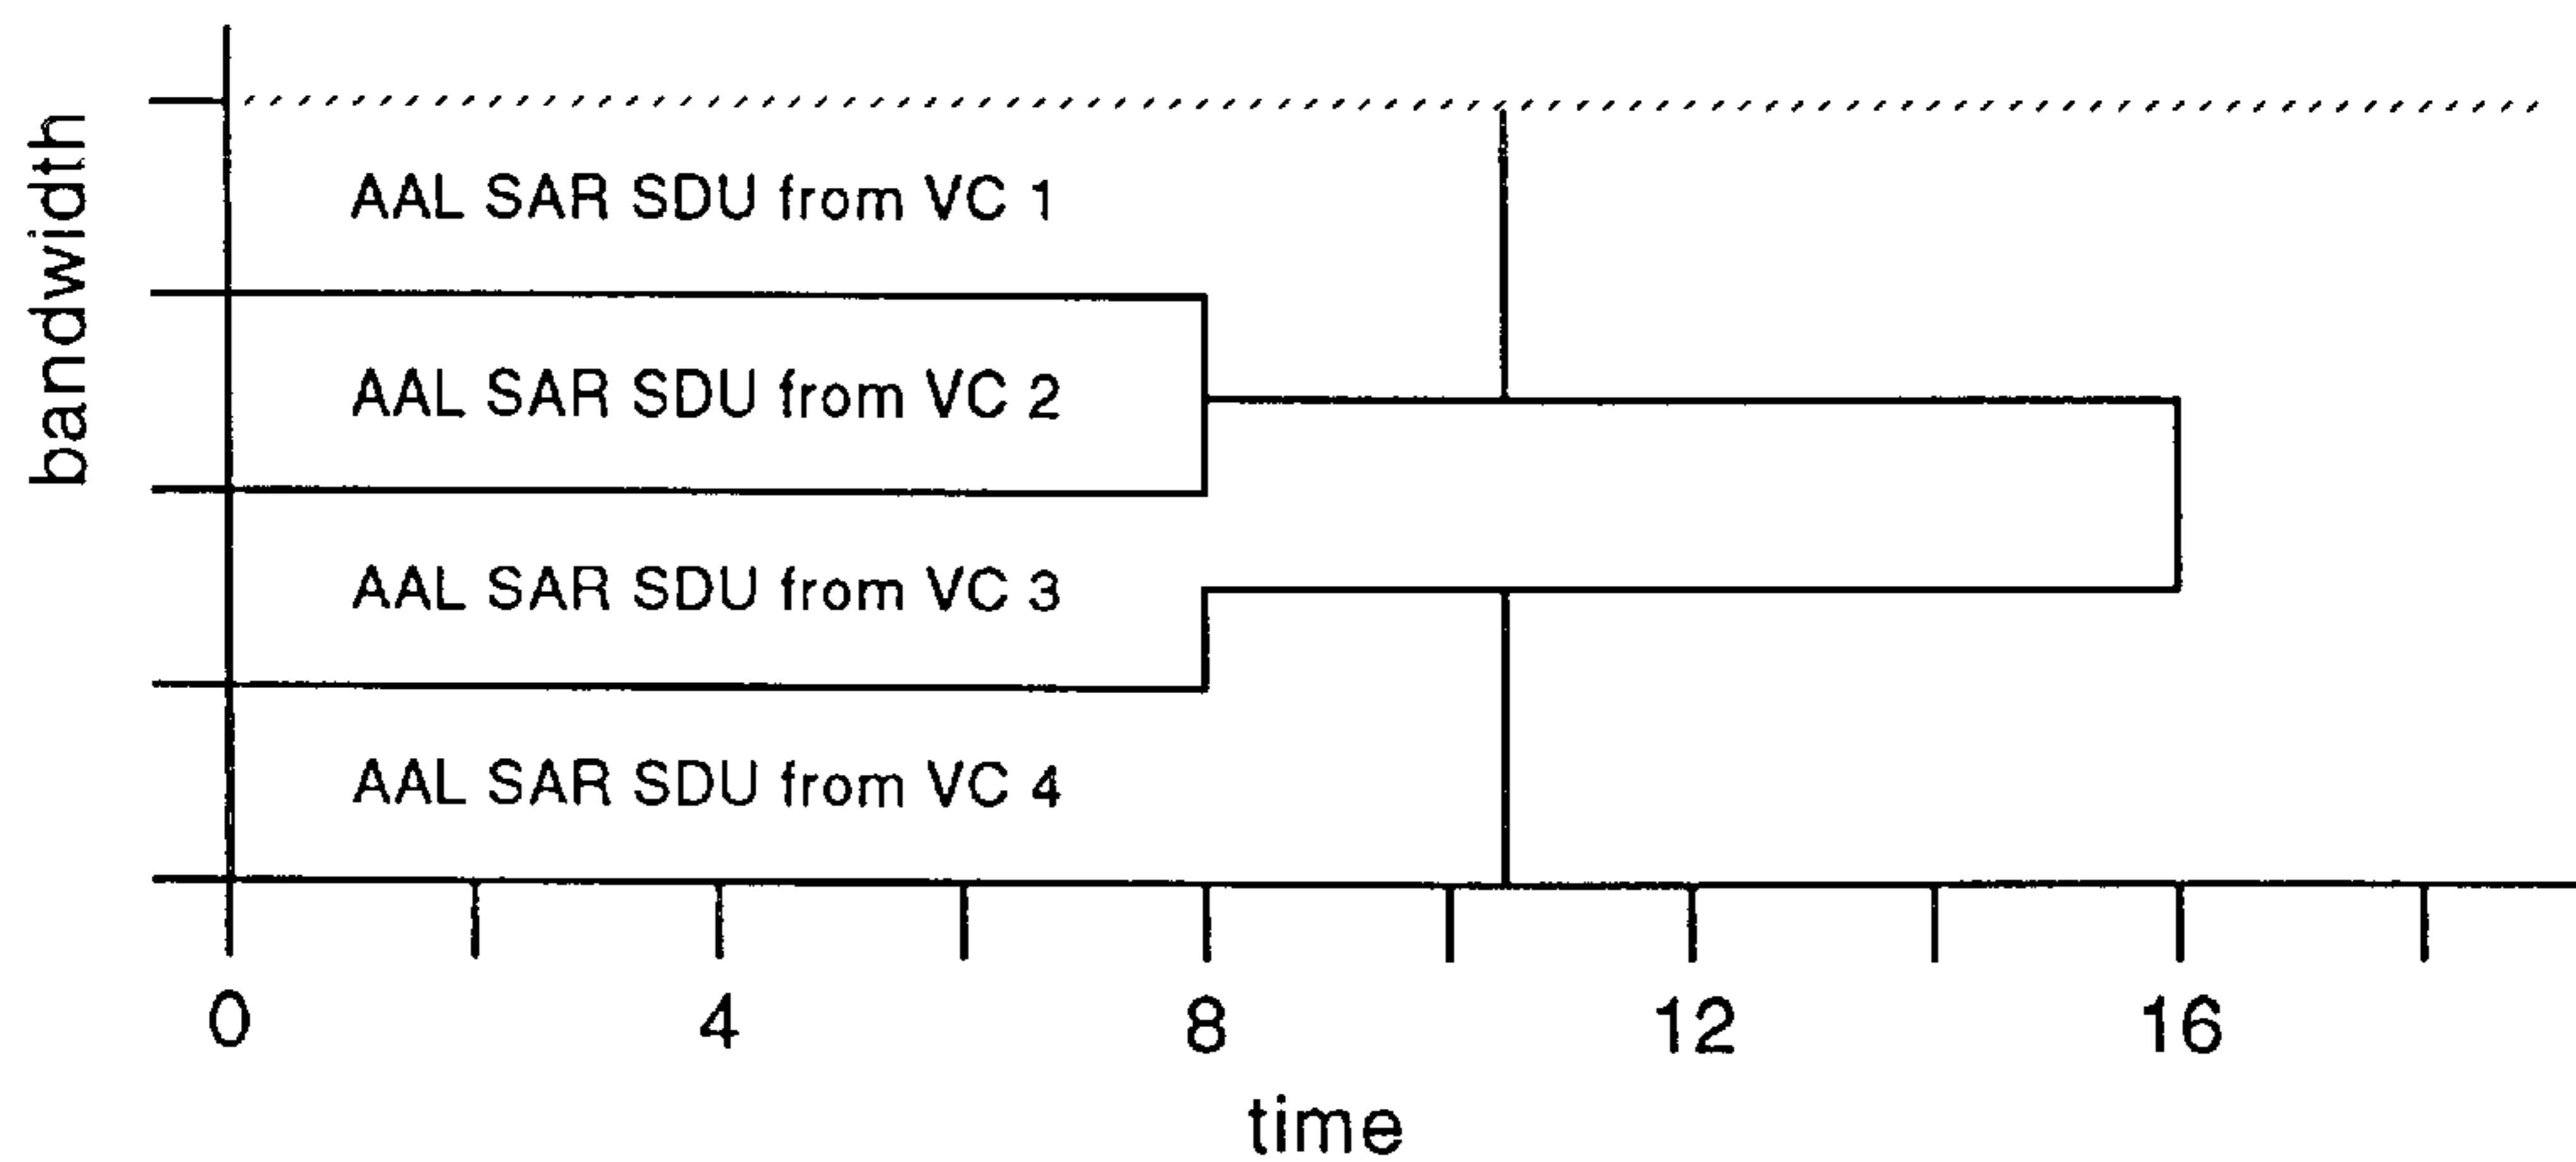 bandwidth
AAL SAR SDU from VC 1
AAL SAR SDU from VC 2
AAL SAR SDU from VC 3
AAL SAR SDU from VC 4
0 4 8 12 16
time